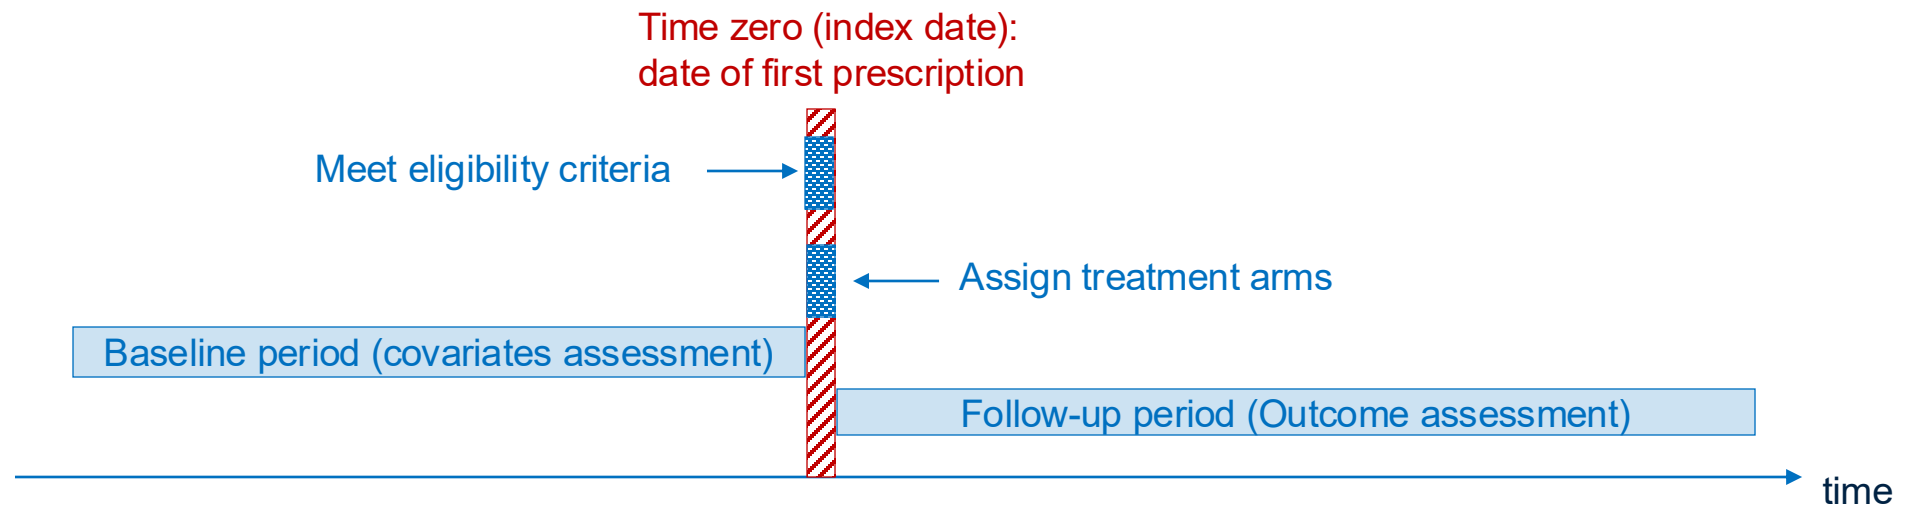 Time zero (index date):
date of first prescription
Meet eligibility criteria
Assign treatment arms
Baseline period (covariates assessment)
Follow-up period (Outcome assessment)
time